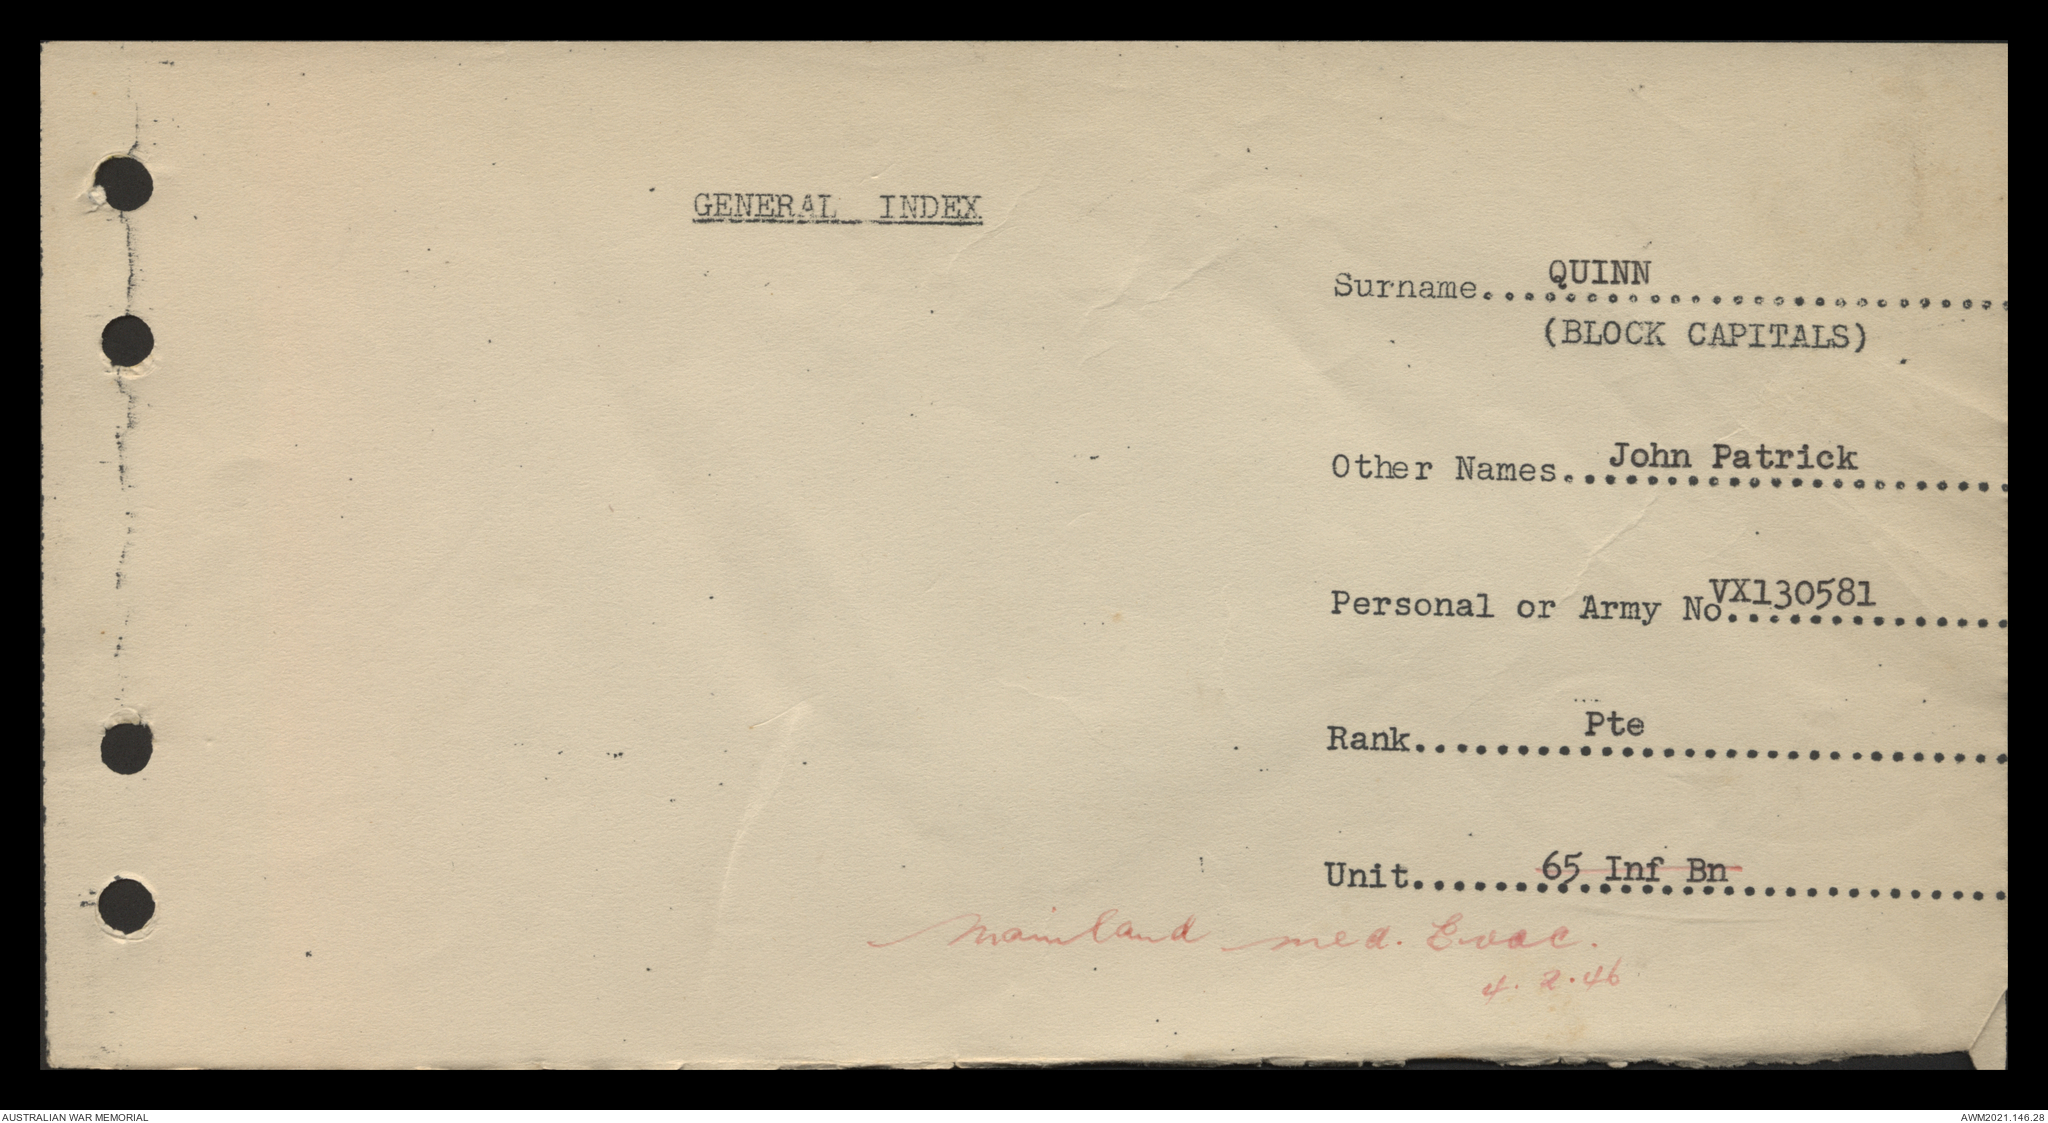 GENERAL INDEX
Surname. QUINN
(BLOCK CAPITALS)
Other Names. John Patrick
Personal or Army No. VX130581
Rank. Pte
Unit. 65 Inf Bn
Mainland med. Evac.
4.2.46
AUSTRALIAN WAR MEMORIAL
AWM2021.146.28